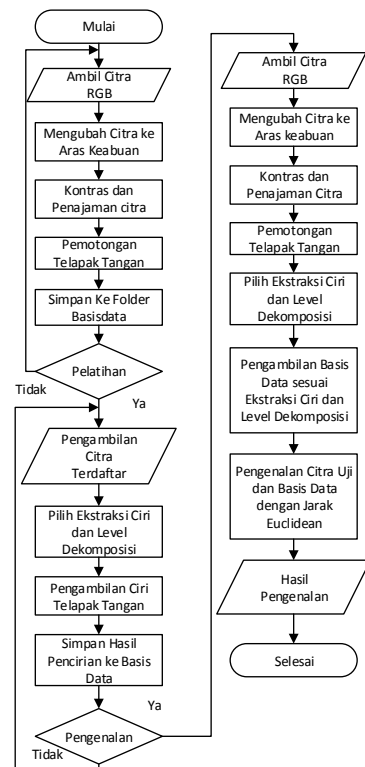 Mulai
Ambil Citra
RGB
Mengubah Citra ke
Aras Keabuan
Kontras dan
Penajaman citra
Pemotongan
Telapak Tangan
Simpan Ke Folder
Basisdata
Pelatihan
Tidak
Ya
Pengambilan
Citra
Terdaftar
Pilih Ekstraksi Ciri
dan Level
Dekomposisi
Pengambilan Ciri
Telapak Tangan
Simpan Hasil
Pencirian ke Basis
Data
Ya
Pengenalan
Tidak
Ambil Citra
RGB
Mengubah Citra ke
Aras keabuan
Kontras dan
Penajaman Citra
Pemotongan
Telapak Tangan
Pilih Ekstraksi Ciri
dan Level
Dekomposisi
Pengambilan Basis
Data sesuai
Ekstraksi Ciri dan
Level Dekomposisi
Pengenalan Citra Uji
dan Basis Data
dengan Jarak
Euclidean
Hasil
Pengenalan
Selesai